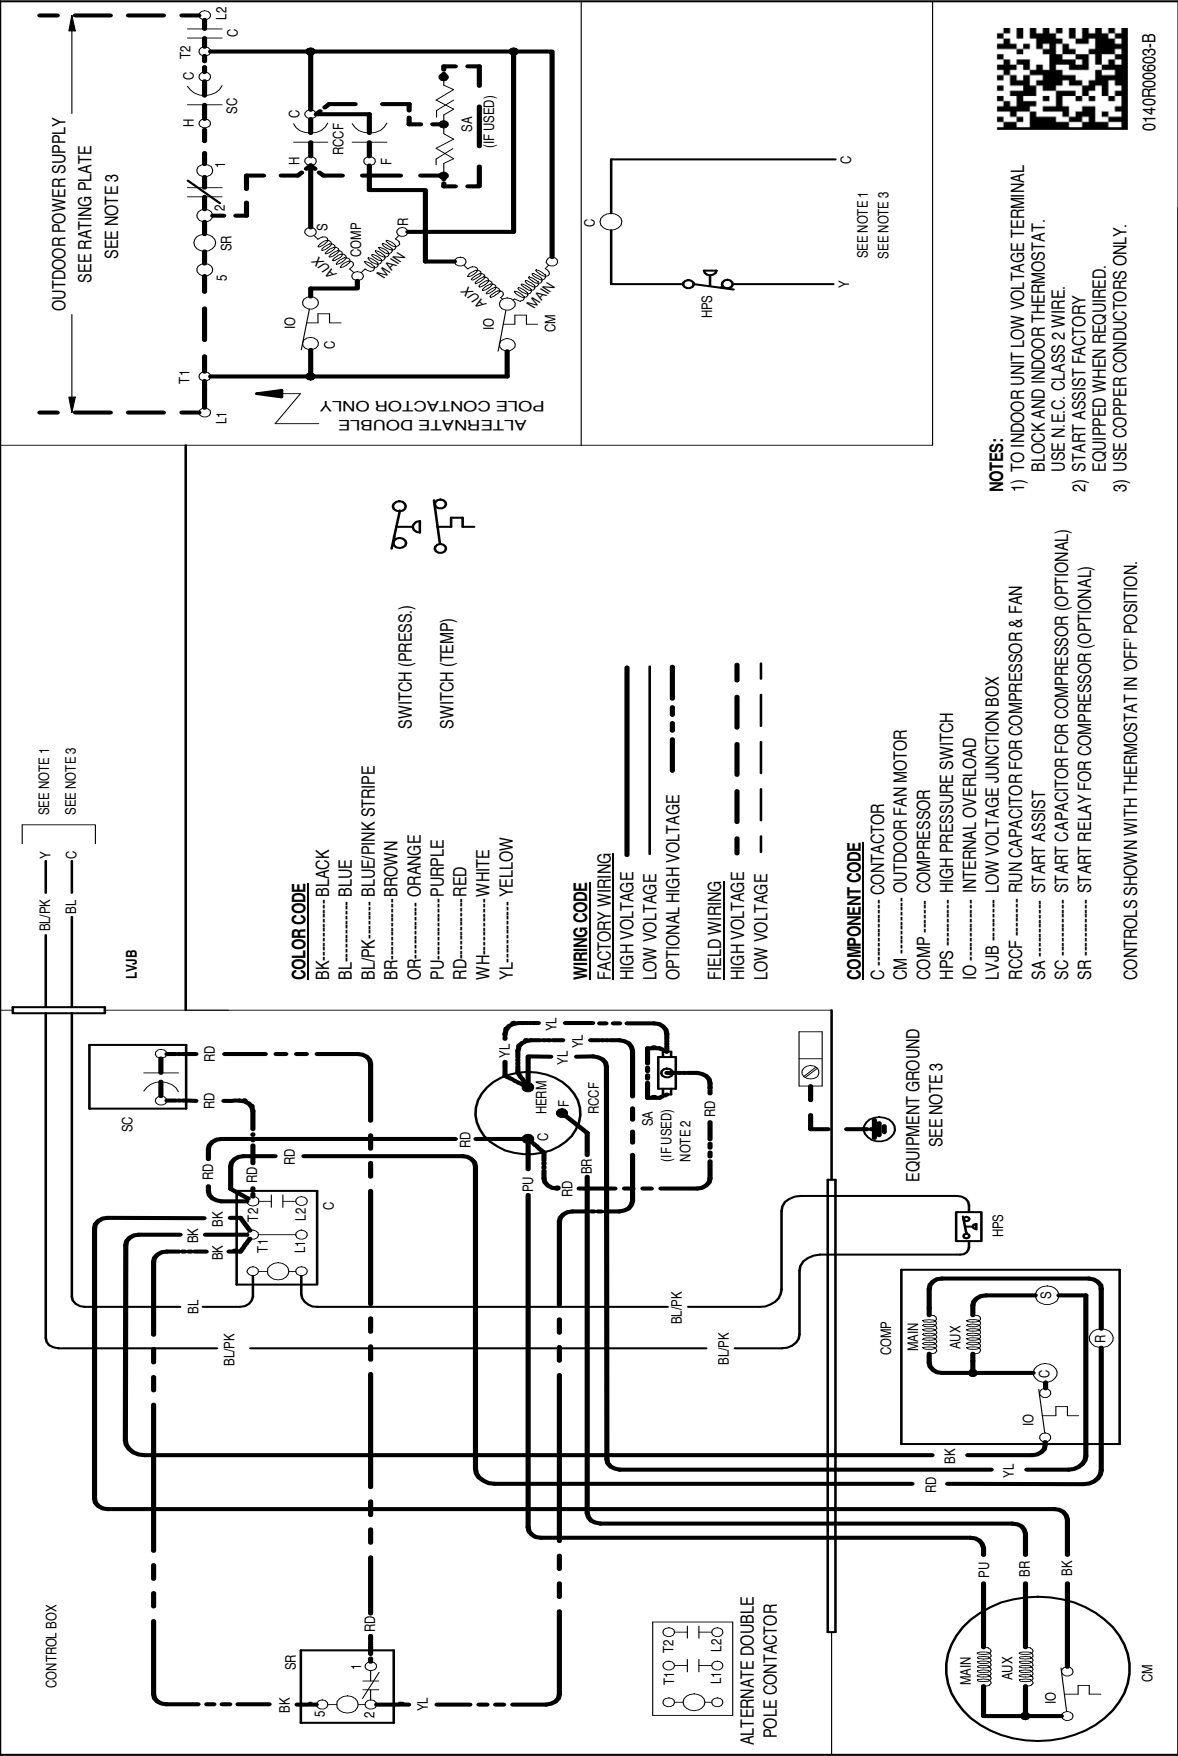 CONTROL BOX
SR
BK
5
2
1
YL
RD
BL/PK
BL
BK
BK
BK
RD
RD
RD
T2
T1
L2
L1
C
SC
RD
RD
LVJB
BL/PK
Y
BL
C
SEE NOTE 1
SEE NOTE 3
RD
PU
RD
BR
C
F
HERM
RCCF
YL
YL
YL
YL
SA
(IF USED)
NOTE 2
RD
BL/PK
BL/PK
ALTERNATE DOUBLE
POLE CONTACTOR
T1
T2
L1
L2
EQUIPMENT GROUND
SEE NOTE 3
HPS
COMP
MAIN
AUX
IO
C
S
R
BK
YL
RD
PU
BR
BK
MAIN
AUX
IO
CM
COLOR CODE
BK--------- BLACK
BL--------- BLUE
BL/PK------- BLUE/PINK STRIPE
BR--------- BROWN
OR--------- ORANGE
PU--------- PURPLE
RD--------- RED
WH--------- WHITE
YL--------- YELLOW
SWITCH (PRESS.)
SWITCH (TEMP)
WIRING CODE
FACTORY WIRING
HIGH VOLTAGE
LOW VOLTAGE
OPTIONAL HIGH VOLTAGE
FIELD WIRING
HIGH VOLTAGE
LOW VOLTAGE
COMPONENT CODE
C ----------- CONTACTOR
CM --------- OUTDOOR FAN MOTOR
COMP ------ COMPRESSOR
HPS -------- HIGH PRESSURE SWITCH
IO ----------- INTERNAL OVERLOAD
LVJB -------- LOW VOLTAGE JUNCTION BOX
RCCF ------- RUN CAPACITOR FOR COMPRESSOR & FAN
SA ---------- START ASSIST
SC ---------- START CAPACITOR FOR COMPRESSOR (OPTIONAL)
SR ---------- START RELAY FOR COMPRESSOR (OPTIONAL)
CONTROLS SHOWN WITH THERMOSTAT IN 'OFF' POSITION.
OUTDOOR POWER SUPPLY
SEE RATING PLATE
SEE NOTE 3
L1
T1
5
SR
2
1
H
SC
C
T2
C
L2
ALTERNATE DOUBLE
POLE CONTACTOR ONLY
C
IO
AUX
S
COMP
MAIN
R
H
RCCF
C
F
SA
(IF USED)
IO
AUX
MAIN
CM
C
HPS
Y
C
SEE NOTE 1
SEE NOTE 3
NOTES:
1) TO INDOOR UNIT LOW VOLTAGE TERMINAL
BLOCK AND INDOOR THERMOSTAT.
USE N.E.C. CLASS 2 WIRE.
2) START ASSIST FACTORY
EQUIPPED WHEN REQUIRED.
3) USE COPPER CONDUCTORS ONLY.
0140R00603-B